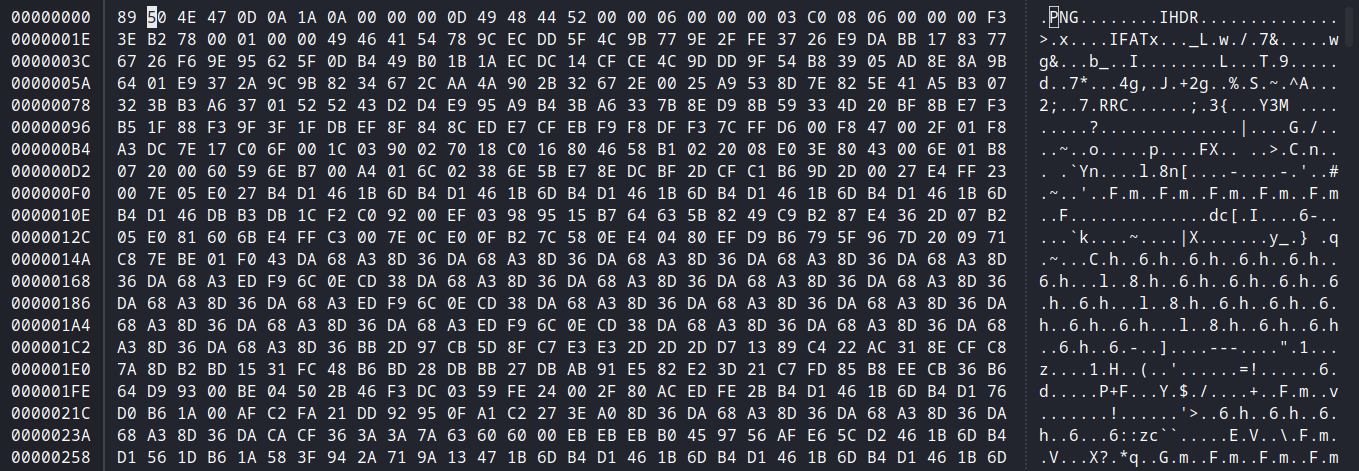 00000000 89 50 4E 47 0D 0A 1A 0A 00 00 00 0D 49 48 44 52 00 00 06 00 00 00 03 C0 08 06 00 00 00 F3 .PNG........IHDR..............
0000001E 3E B2 78 00 01 00 00 49 46 41 54 78 9C EC DD 5F 4C 9B 77 9E 2F FE 37 26 E9 DA BB 17 83 77 >.x....IFATx..._L.w./.7&.....w
0000003C 67 26 F6 9E 95 62 5F 0D B4 49 B0 1B 1A EC DC 14 CF CE 4C 9D DD 9F 54 B8 39 05 AD 8E 8A 9B g&...b_..I........L...T.9.....
0000005A 64 01 E9 37 2A 9C 9B 82 34 67 2C AA 4A 90 2B 32 67 2E 00 25 A9 53 8D 7E 82 5E 41 A5 B3 07 d..7*...4g,.J.+2g..%.S.~.^A...
00000078 32 3B B3 A6 37 01 52 52 43 D2 D4 E9 95 A9 B4 3B A6 33 7B 8E D9 8B 59 33 4D 20 BF 8B E7 F3 2;..7.RRC......;.3{...Y3M ....
00000096 B5 1F 88 F3 9F 3F 1F DB EF 8F 84 8C ED E7 CF EB F9 F8 DF F3 7C FF D6 00 F8 47 00 2F 01 F8 .....?..............|....G./..
000000B4 A3 DC 7E 17 C0 6F 00 1C 03 90 02 70 18 C0 16 80 46 58 B1 02 20 08 E0 3E 80 43 00 6E 01 B8 ..~..o.....p....FX.. ..>.C.n..
000000D2 07 20 00 60 59 6E B7 00 A4 01 6C 02 38 6E 5B E7 8E DC BF 2D CF C1 B6 9D 2D 00 27 E4 FF 23 . .`Yn....l.8n[....-....-.'..#
000000F0 00 7E 05 E0 27 B4 D1 46 1B 6D B4 D1 46 1B 6D B4 D1 46 1B 6D B4 D1 46 1B 6D B4 D1 46 1B 6D .~..'..F.m..F.m..F.m..F.m..F.m
0000010E B4 D1 46 DB B3 DB 1C F2 C0 92 00 EF 03 98 95 15 B7 64 63 5B 82 49 C9 B2 87 E4 36 2D 07 B2 ..F..............dc[.I....6-..
0000012C 05 E0 81 60 6B E4 FF C3 00 7E 0C E0 0F B2 7C 58 0E E4 04 80 EF D9 B6 79 5F 96 7D 20 09 71 ...`k....~....|X.......y_.} .q
0000014A C8 7E BE 01 F0 43 DA 68 A3 8D 36 DA 68 A3 8D 36 DA 68 A3 8D 36 DA 68 A3 8D 36 DA 68 A3 8D .~...C.h..6.h..6.h..6.h..6.h..
00000168 36 DA 68 A3 ED F9 6C 0E CD 38 DA 68 A3 8D 36 DA 68 A3 8D 36 DA 68 A3 8D 36 DA 68 A3 8D 36 6.h...l..8.h..6.h..6.h..6.h..6
00000186 DA 68 A3 8D 36 DA 68 A3 ED F9 6C 0E CD 38 DA 68 A3 8D 36 DA 68 A3 8D 36 DA 68 A3 8D 36 DA .h..6.h...l..8.h..6.h..6.h..6.
000001A4 68 A3 8D 36 DA 68 A3 8D 36 DA 68 A3 ED F9 6C 0E CD 38 DA 68 A3 8D 36 DA 68 A3 8D 36 DA 68 h..6.h..6.h...l..8.h..6.h..6.h
000001C2 A3 8D 36 DA 68 A3 8D 36 BB 2D 97 CB 5D 8F C7 E3 E3 2D 2D 2D D7 13 89 C4 22 AC 31 8E CF C8 ..6.h..6.-..]....---....".1...
000001E0 7A 8D B2 BD 15 31 FC 48 B6 BD 28 DB BB 27 DB AB 91 E5 82 E2 3D 21 C7 FD 85 B8 EE CB 36 B6 z....1.H..(..'......=!......6.
000001FE 64 D9 93 00 BE 04 50 2B 46 F3 DC 03 59 FE 24 00 2F 80 AC ED FE 2B B4 D1 46 1B 6D B4 D1 76 d.....P+F...Y.$./....+..F.m..v
0000021C D0 B6 1A 00 AF C2 FA 21 DD 92 95 0F A1 C2 27 3E A0 8D 36 DA 68 A3 8D 36 DA 68 A3 8D 36 DA .......!......'>..6.h..6.h..6.
0000023A 68 A3 8D 36 DA CA CF 36 3A 3A 7A 63 60 60 00 EB EB EB B0 45 97 56 AF E6 5C D2 46 1B 6D B4 h..6...6::zc``.....E.V..\.F.m.
00000258 D1 56 1D B6 1A 58 3F 94 2A 71 9A 13 47 1B 6D B4 D1 46 1B 6D B4 D1 46 1B 6D B4 D1 46 1B 6D .V...X?.*q..G.m..F.m..F.m..F.m